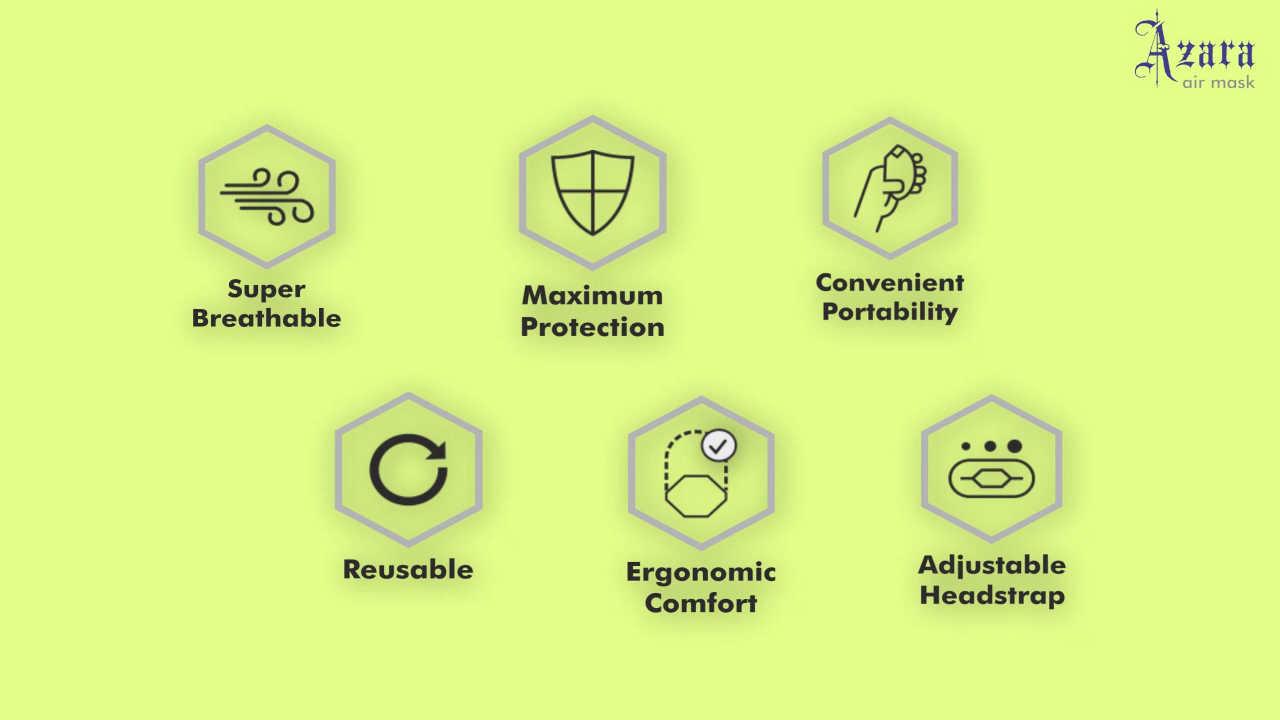 Azara
air mask
Super
Breathable
Maximum
Protection
Convenient
Portability
Reusable
Ergonomic
Comfort
Adjustable
Headstrap